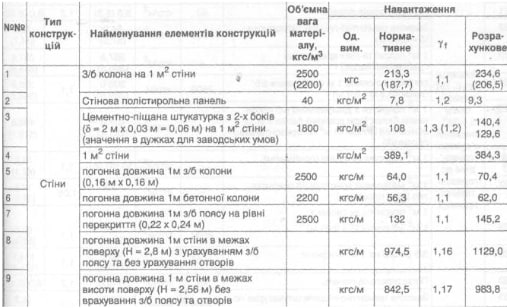 №№
Тип конструк-цій
Найменування елементів конструкцій
Об'ємна вага матері-алу, кгс/м³
Навантаження
Од. вим.
Норма-тивне
γf
Розра-хункове
1
З/б колона на 1 м² стіни
2500 (2200)
кгс
213,3 (187,7)
1,1
234,6 (206,5)
2
Стінова полістирольна панель
40
кгс/м²
7,8
1,2
9,3
3
Цементно-піщана штукатурка з 2-х боків
(δ = 2 м х 0,03 м = 0,06 м) на 1 м² стіни
(значення в дужках для заводських умов)
1800
кгс/м²
108
1,3 (1,2)
140,4
129,6
4
1 м² стіни
кгс/м²
389,1
384,3
Стіни
5
погонна довжина 1м з/б колони
(0,16 м х 0,16 м)
2500
кгс/м
64,0
1,1
70,4
6
погонна довжина 1м бетонної колони
2200
кгс/м
56,3
1,1
62,0
7
погонна довжина 1м з/б поясу на рівні
перекриття (0,22 х 0,24 м)
2500
кгс/м
132
1,1
145,2
8
погонна довжина 1м стіни в межах
поверху (Н = 2,8 м) з урахуванням з/б
поясу та без урахування отворів
кгс/м
974,5
1,16
1129,0
9
погонна довжина 1 м стіни в межах
висоти поверху (Н = 2,56 м) без
врахування з/б поясу та отворів
кгс/м
842,5
1,17
983,8